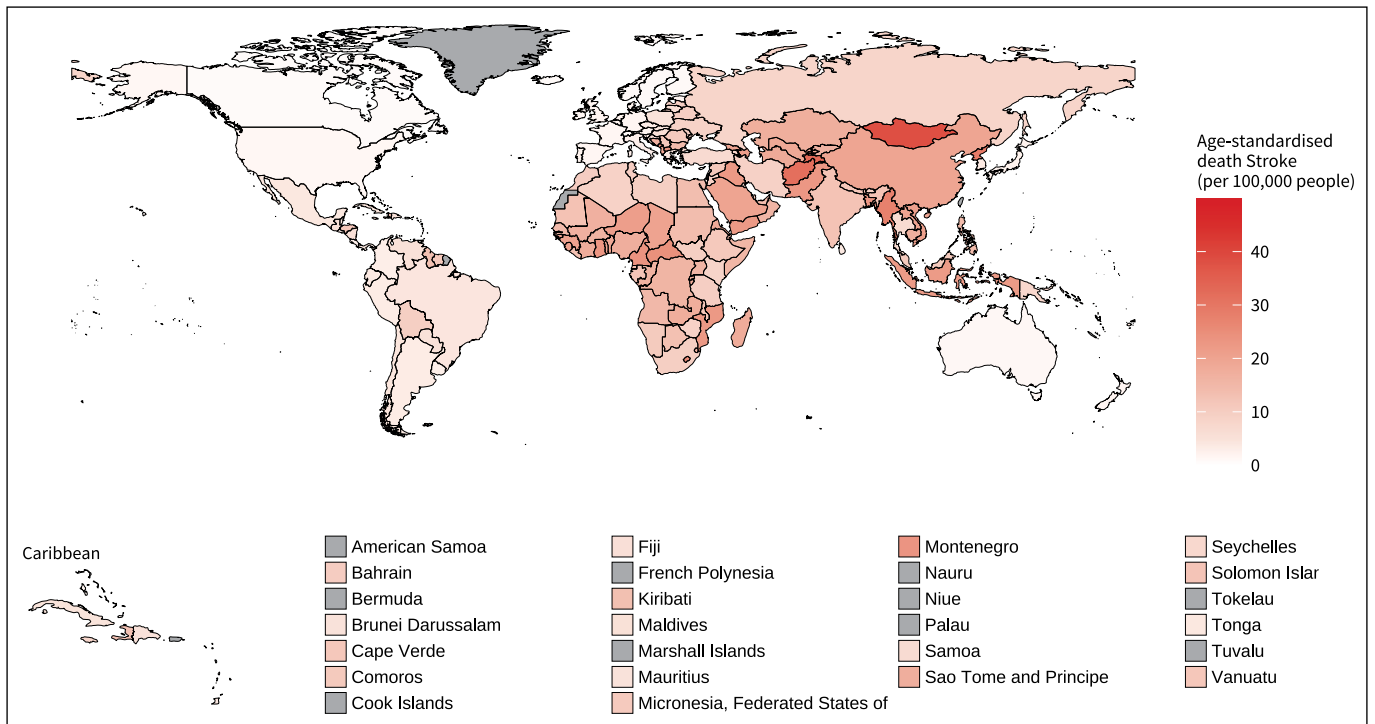 Age-standardised
death Stroke
(per 100,000 people)
40
30
20
10
0
Caribbean
American Samoa
Bahrain
Bermuda
Brunei Darussalam
Cape Verde
Comoros
Cook Islands
Fiji
French Polynesia
Kiribati
Maldives
Marshall Islands
Mauritius
Micronesia, Federated States of
Montenegro
Nauru
Niue
Palau
Samoa
Sao Tome and Principe
Seychelles
Solomon Islar
Tokelau
Tonga
Tuvalu
Vanuatu